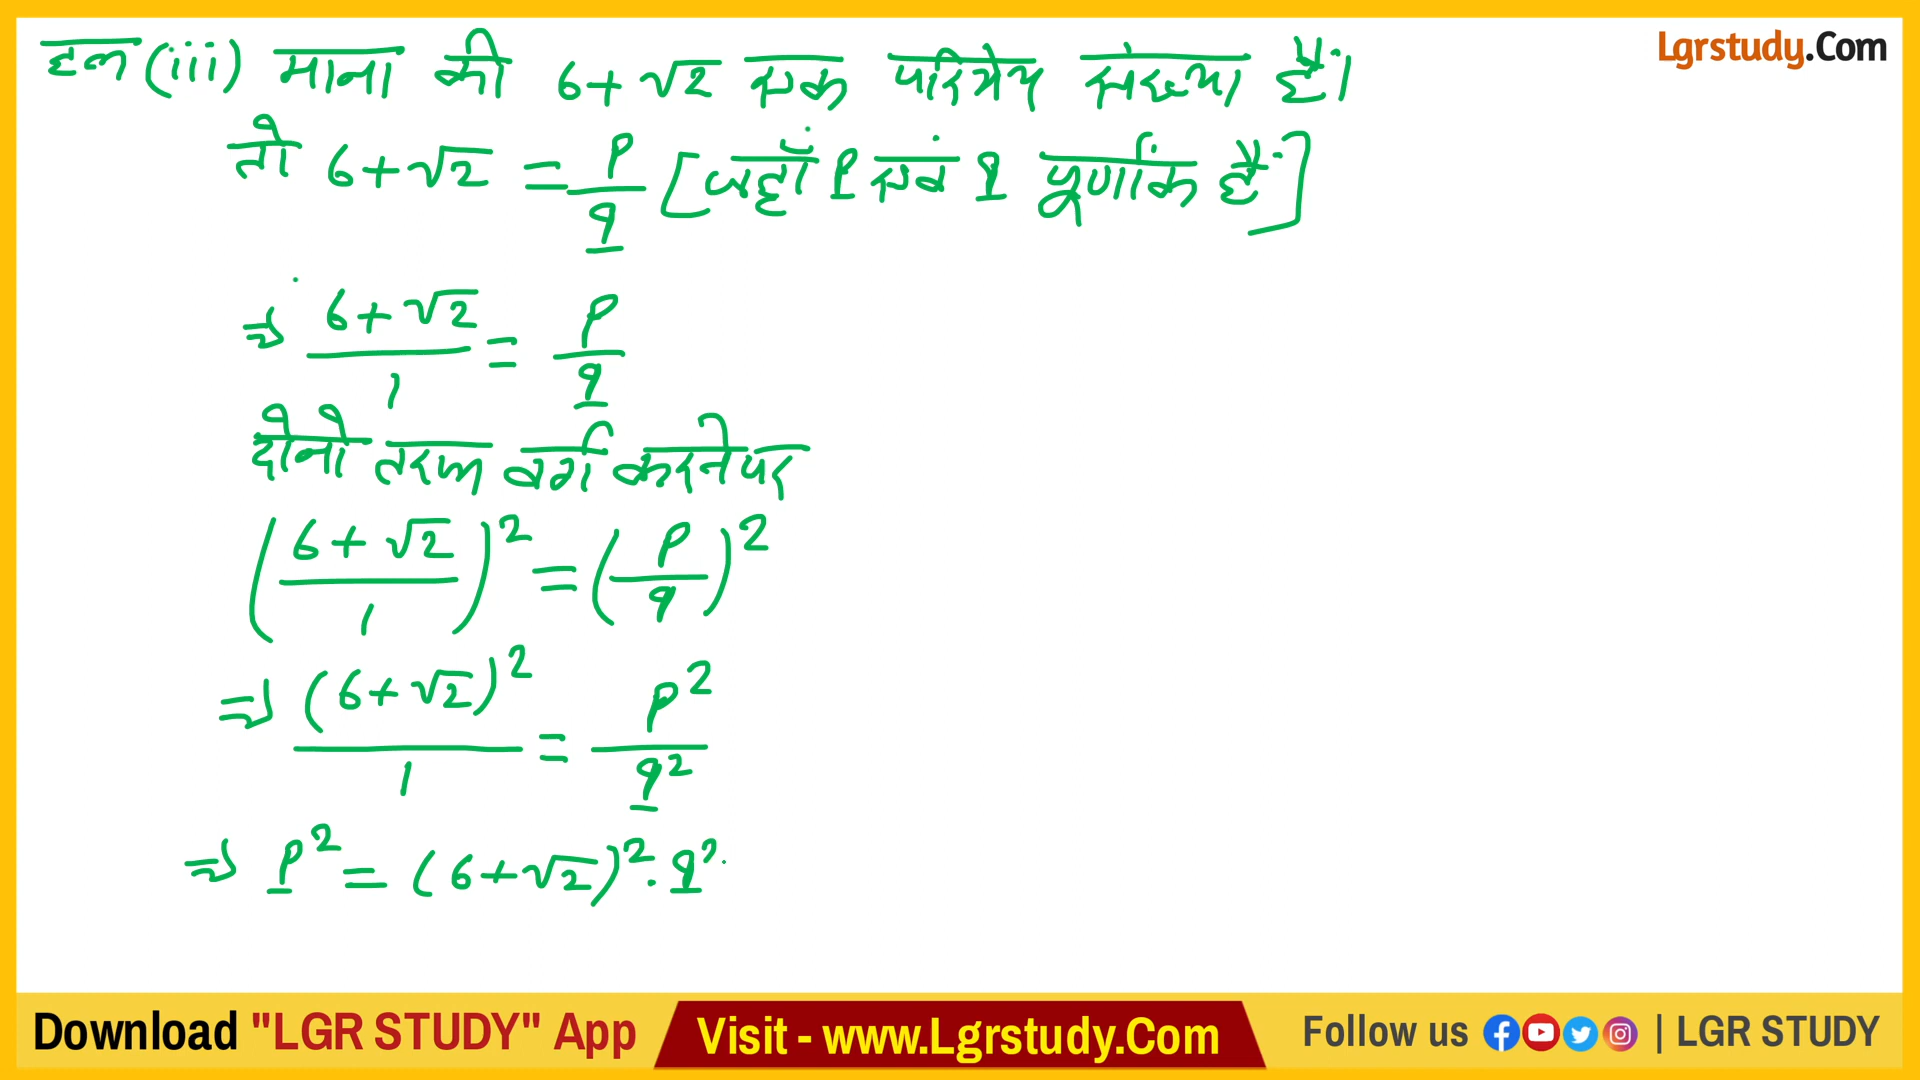 Lgrstudy.Com
हल (iii) माना की 6+√2 एक परिमेय संख्या है।
तो 6+√2 = P/q [जहाँ P एवं q पूर्णांक है]
⇒ (6+√2)/1 = P/q
दोनो तरफ वर्ग करने पर
((6+√2)/1)² = (P/q)²
⇒ (6+√2)²/1 = P²/q²
⇒ P² = (6+√2)² . q²
Download "LGR STUDY" App
Visit - www.Lgrstudy.Com
Follow us | LGR STUDY